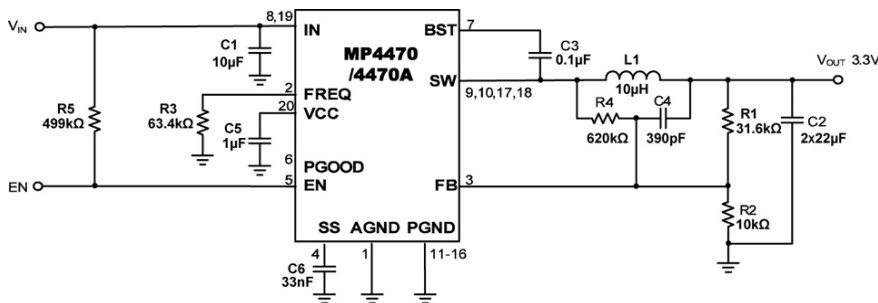 8,19
7
V_IN
IN
BST
C1
10µF
MP4470
/4470A
C3
0.1µF
L1
V_OUT 3.3V
SW
10µH
9,10,17,18
2
FREQ
R5
499kΩ
R3
63.4kΩ
20
VCC
R4
620kΩ
C4
390pF
R1
31.6kΩ
C2
2x22µF
C5
1µF
6
PGOOD
EN
5
EN
FB
3
R2
10kΩ
SS
AGND
PGND
4
1
11-16
C6
33nF